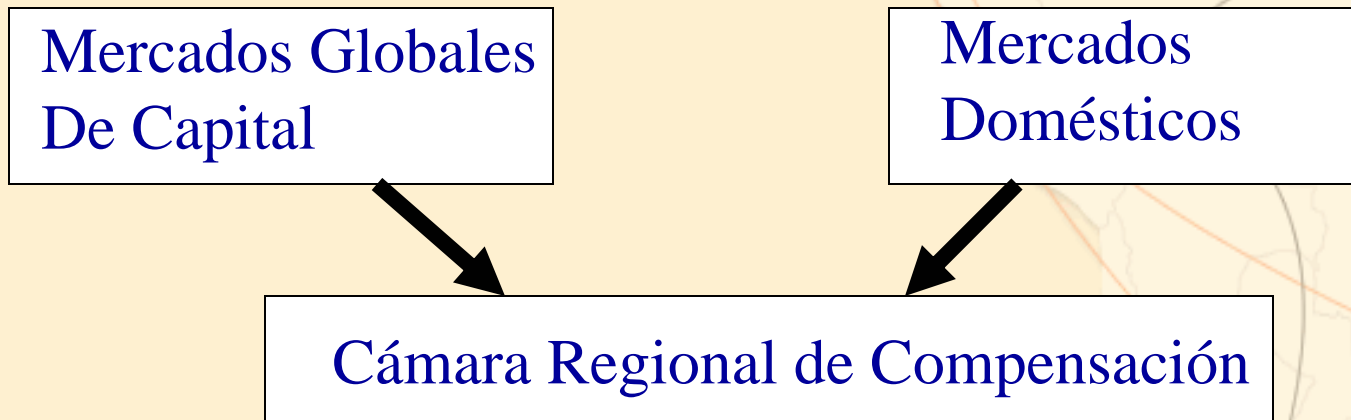 Mercados Globales
De Capital
Mercados
Domésticos
Cámara Regional de Compensación